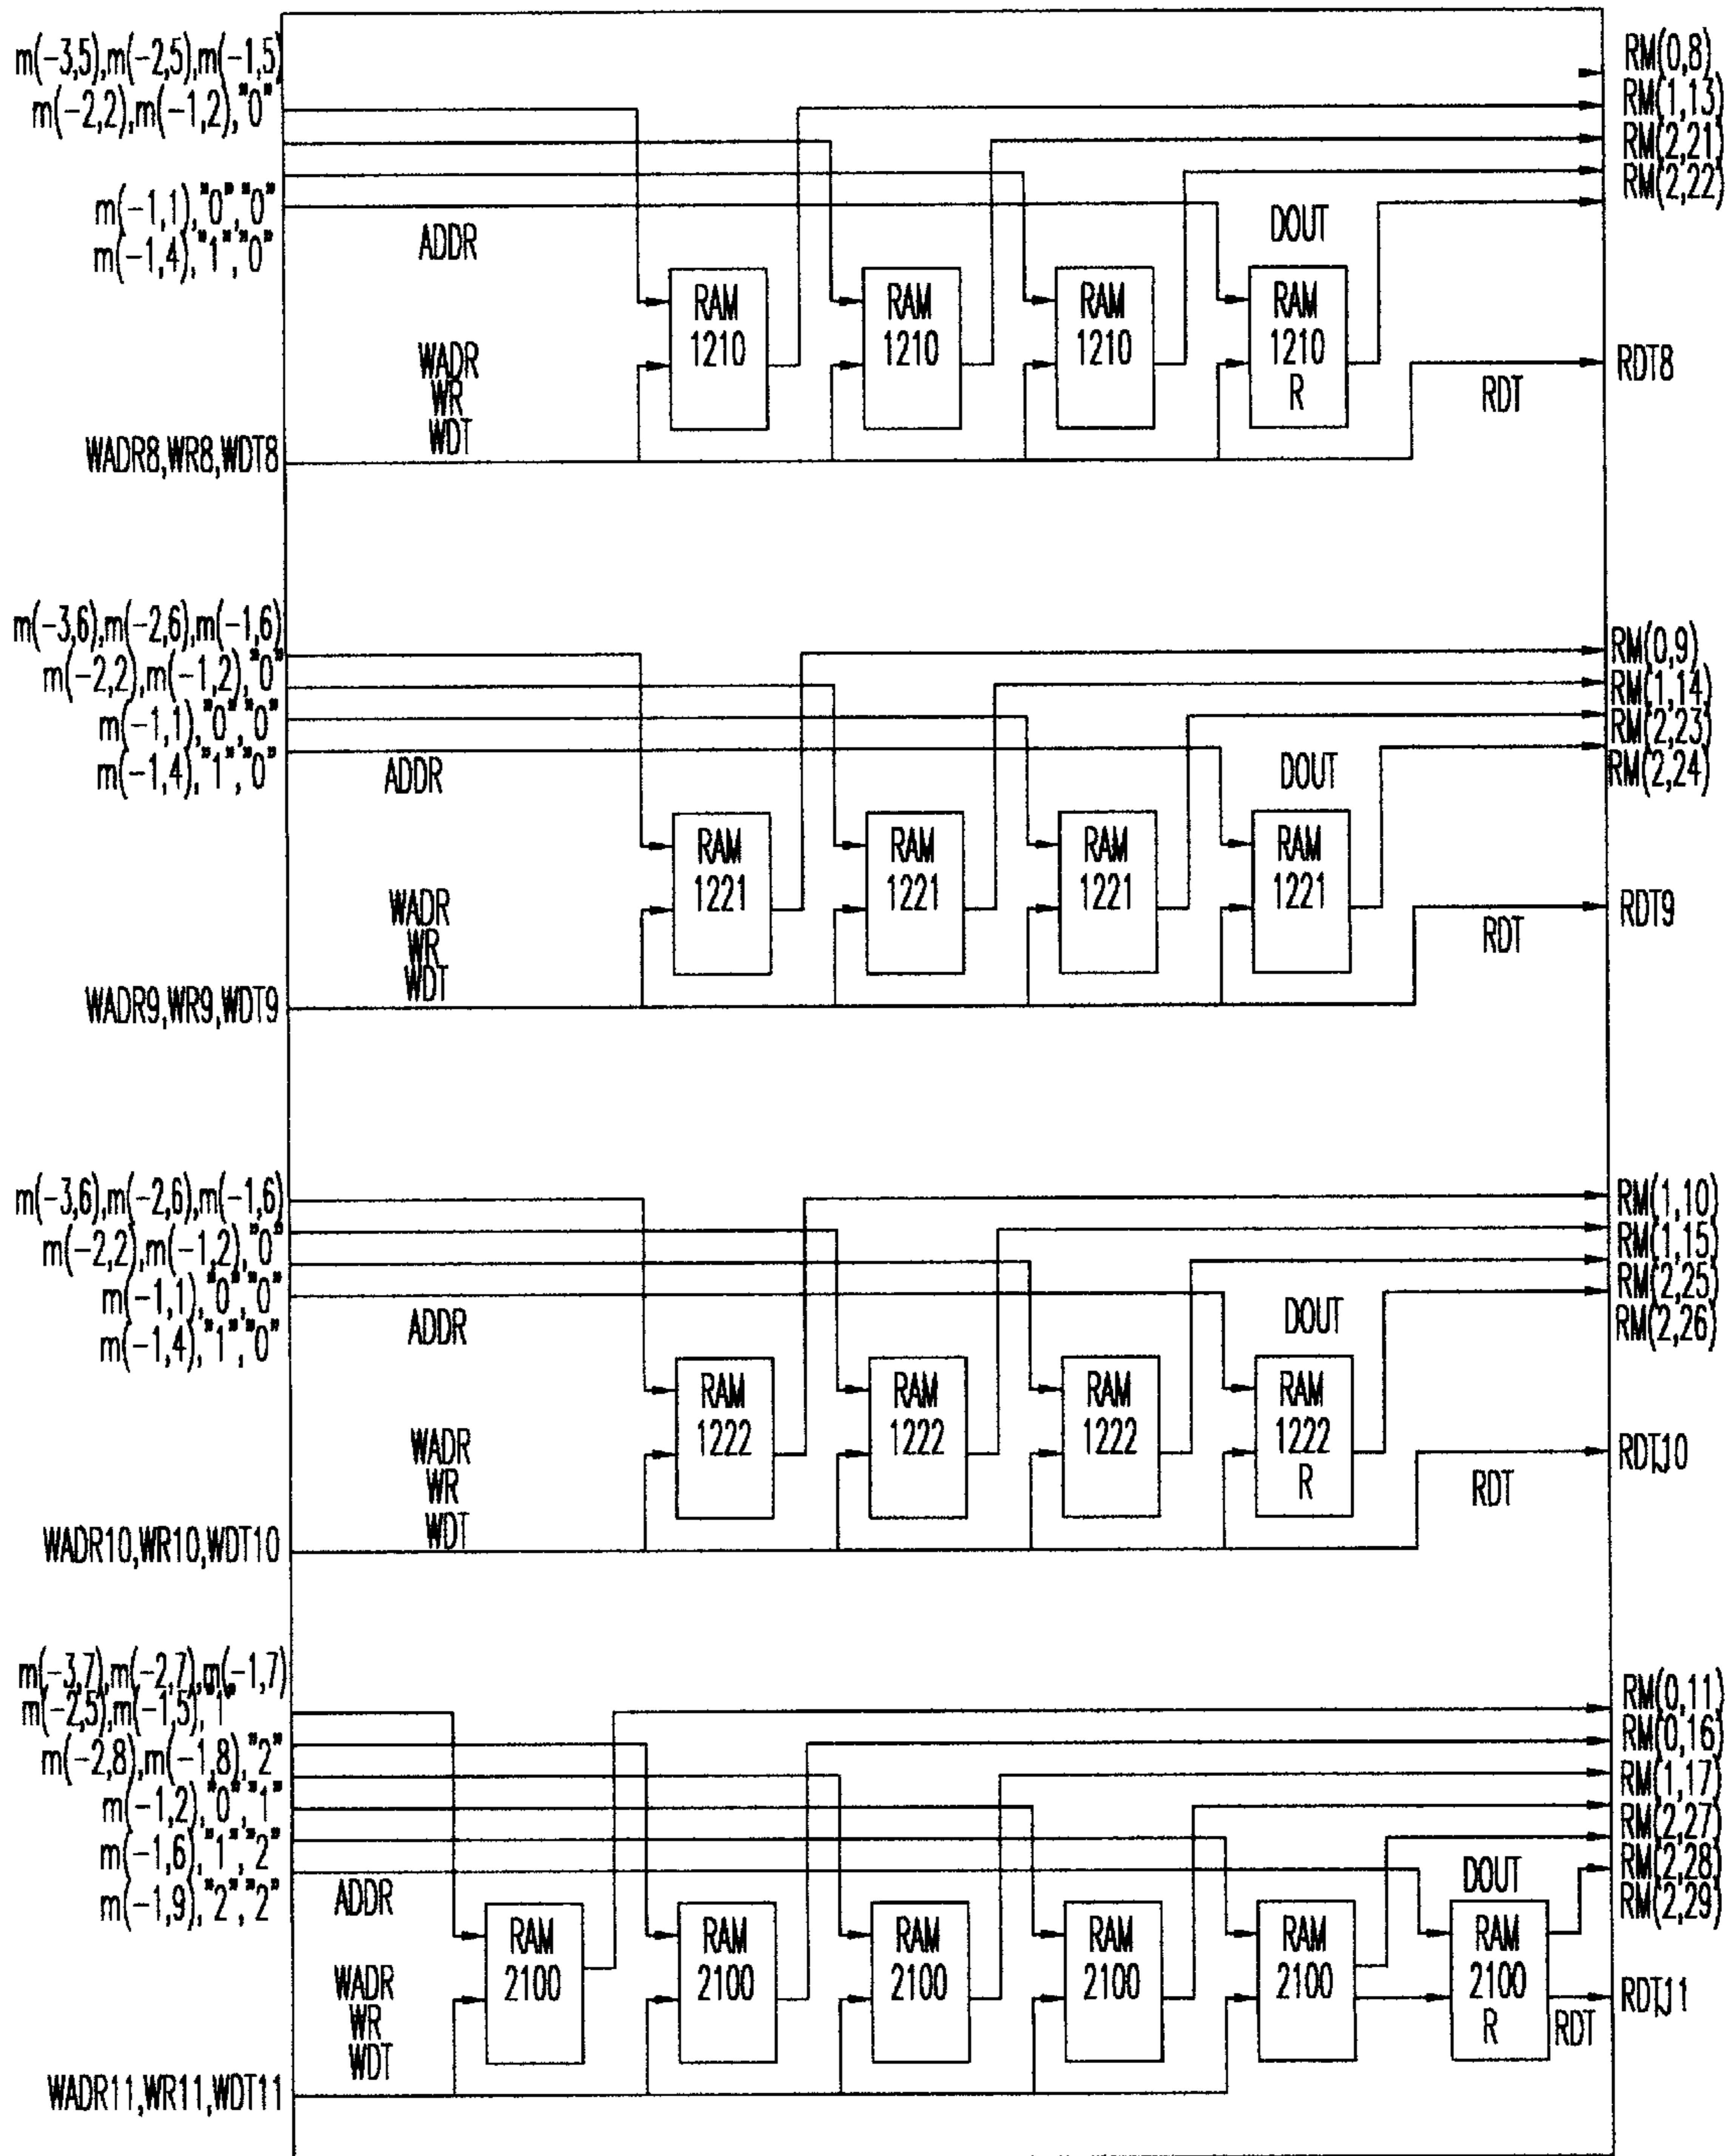 m(-3,5),m(-2,5),m(-1,5)
m(-2,2),m(-1,2),"0"
m(-1,1),"0","0"
m(-1,4),"1","0"
ADDR
WADR
WR
WDT
WADR8,WR8,WDT8
RAM
1210
RAM
1210
RAM
1210
DOUT
RAM
1210
R
RDT
RM(0,8)
RM(1,13)
RM(2,21)
RM(2,22)
RDT8
m(-3,6),m(-2,6),m(-1,6)
m(-2,2),m(-1,2),"0"
m(-1,1),"0","0"
m(-1,4),"1","0"
ADDR
WADR
WR
WDT
WADR9,WR9,WDT9
RAM
1221
RAM
1221
RAM
1221
DOUT
RAM
1221
RDT
RM(0,9)
RM(1,14)
RM(2,23)
RM(2,24)
RDT9
m(-3,6),m(-2,6),m(-1,6)
m(-2,2),m(-1,2),"0"
m(-1,1),"0","0"
m(-1,4),"1","0"
ADDR
WADR
WR
WDT
WADR10,WR10,WDT10
RAM
1222
RAM
1222
RAM
1222
DOUT
RAM
1222
R
RDT
RM(1,10)
RM(1,15)
RM(2,25)
RM(2,26)
RDT10
m(-3,7),m(-2,7),m(-1,7)
m(-2,5),m(-1,5),"1"
m(-2,8),m(-1,8),"2"
m(-1,2),"0","1"
m(-1,6),"1","2"
m(-1,9),"2","2"
ADDR
WADR
WR
WDT
WADR11,WR11,WDT11
RAM
2100
RAM
2100
RAM
2100
RAM
2100
RAM
2100
DOUT
RAM
2100
R
RDT
RM(0,11)
RM(0,16)
RM(1,17)
RM(2,27)
RM(2,28)
RM(2,29)
RDT11